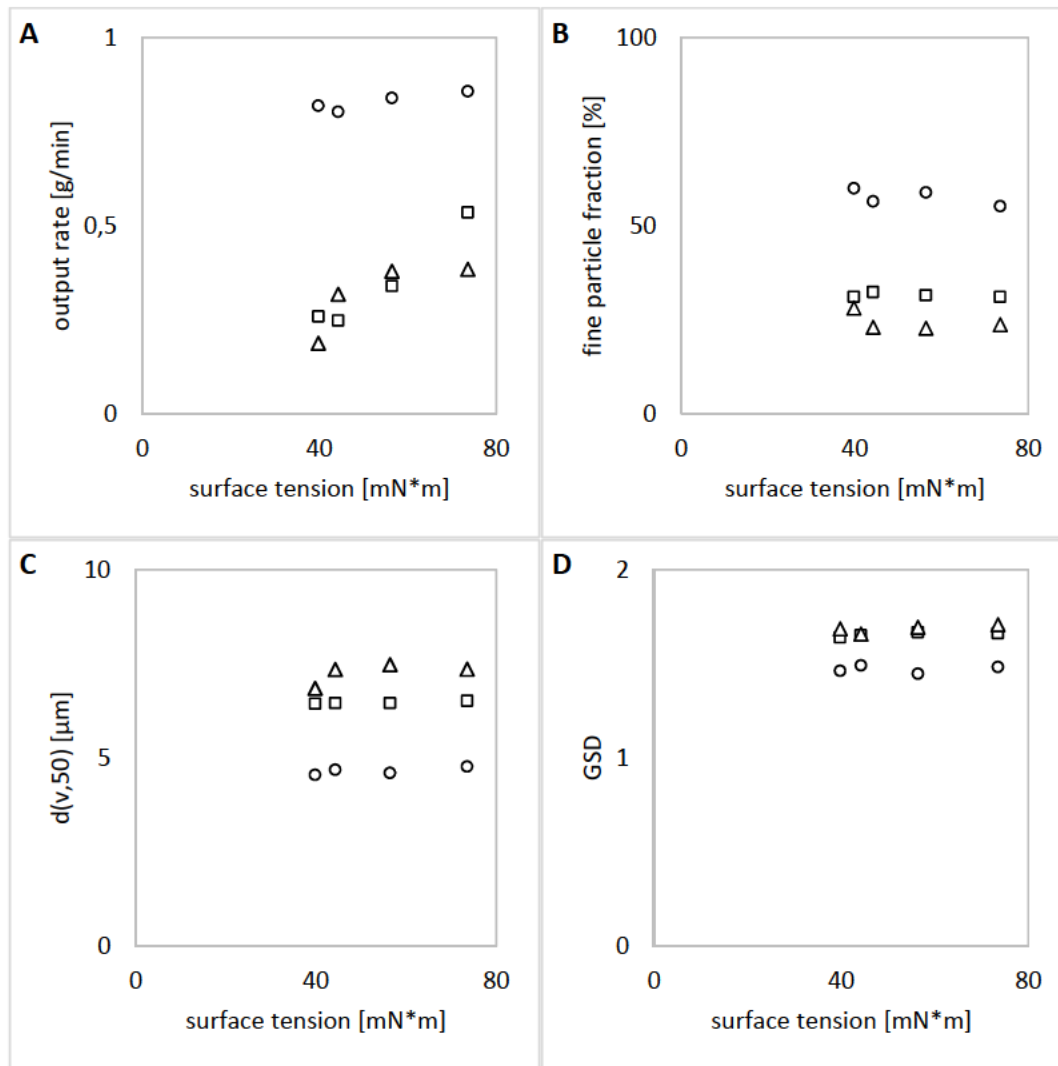 A
1
output rate [g/min]
0,5
0
0 40 80
surface tension [mN*m]
B
100
fine particle fraction [%]
50
0
0 40 80
surface tension [mN*m]
C
10
d(v,50) [µm]
5
0
0 40 80
surface tension [mN*m]
D
2
GSD
1
0
0 40 80
surface tension [mN*m]